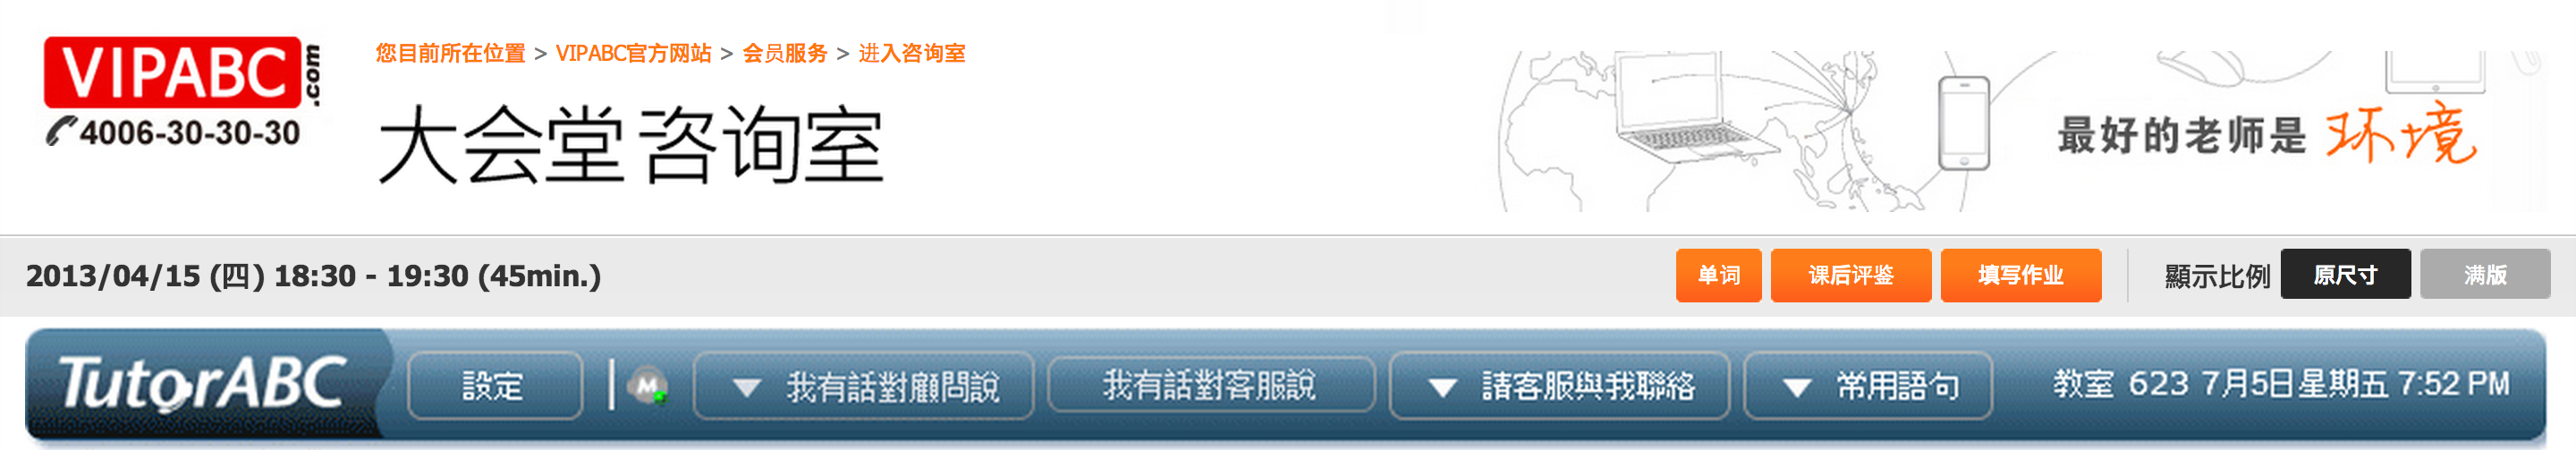 VIPABC.com
4006-30-30-30
您目前所在位置 > VIPABC官方网站 > 会员服务 > 进入咨询室
大会堂 咨询室
最好的老师是 环境
2013/04/15 (四) 18:30 - 19:30 (45min.)
单词 课后评鉴 填写作业 顯示比例 原尺寸 满版
TutorABC 設定 M 我有話對顧問說 我有話對客服說 請客服與我聯絡 常用語句 教室 623 7月5日星期五 7:52 PM